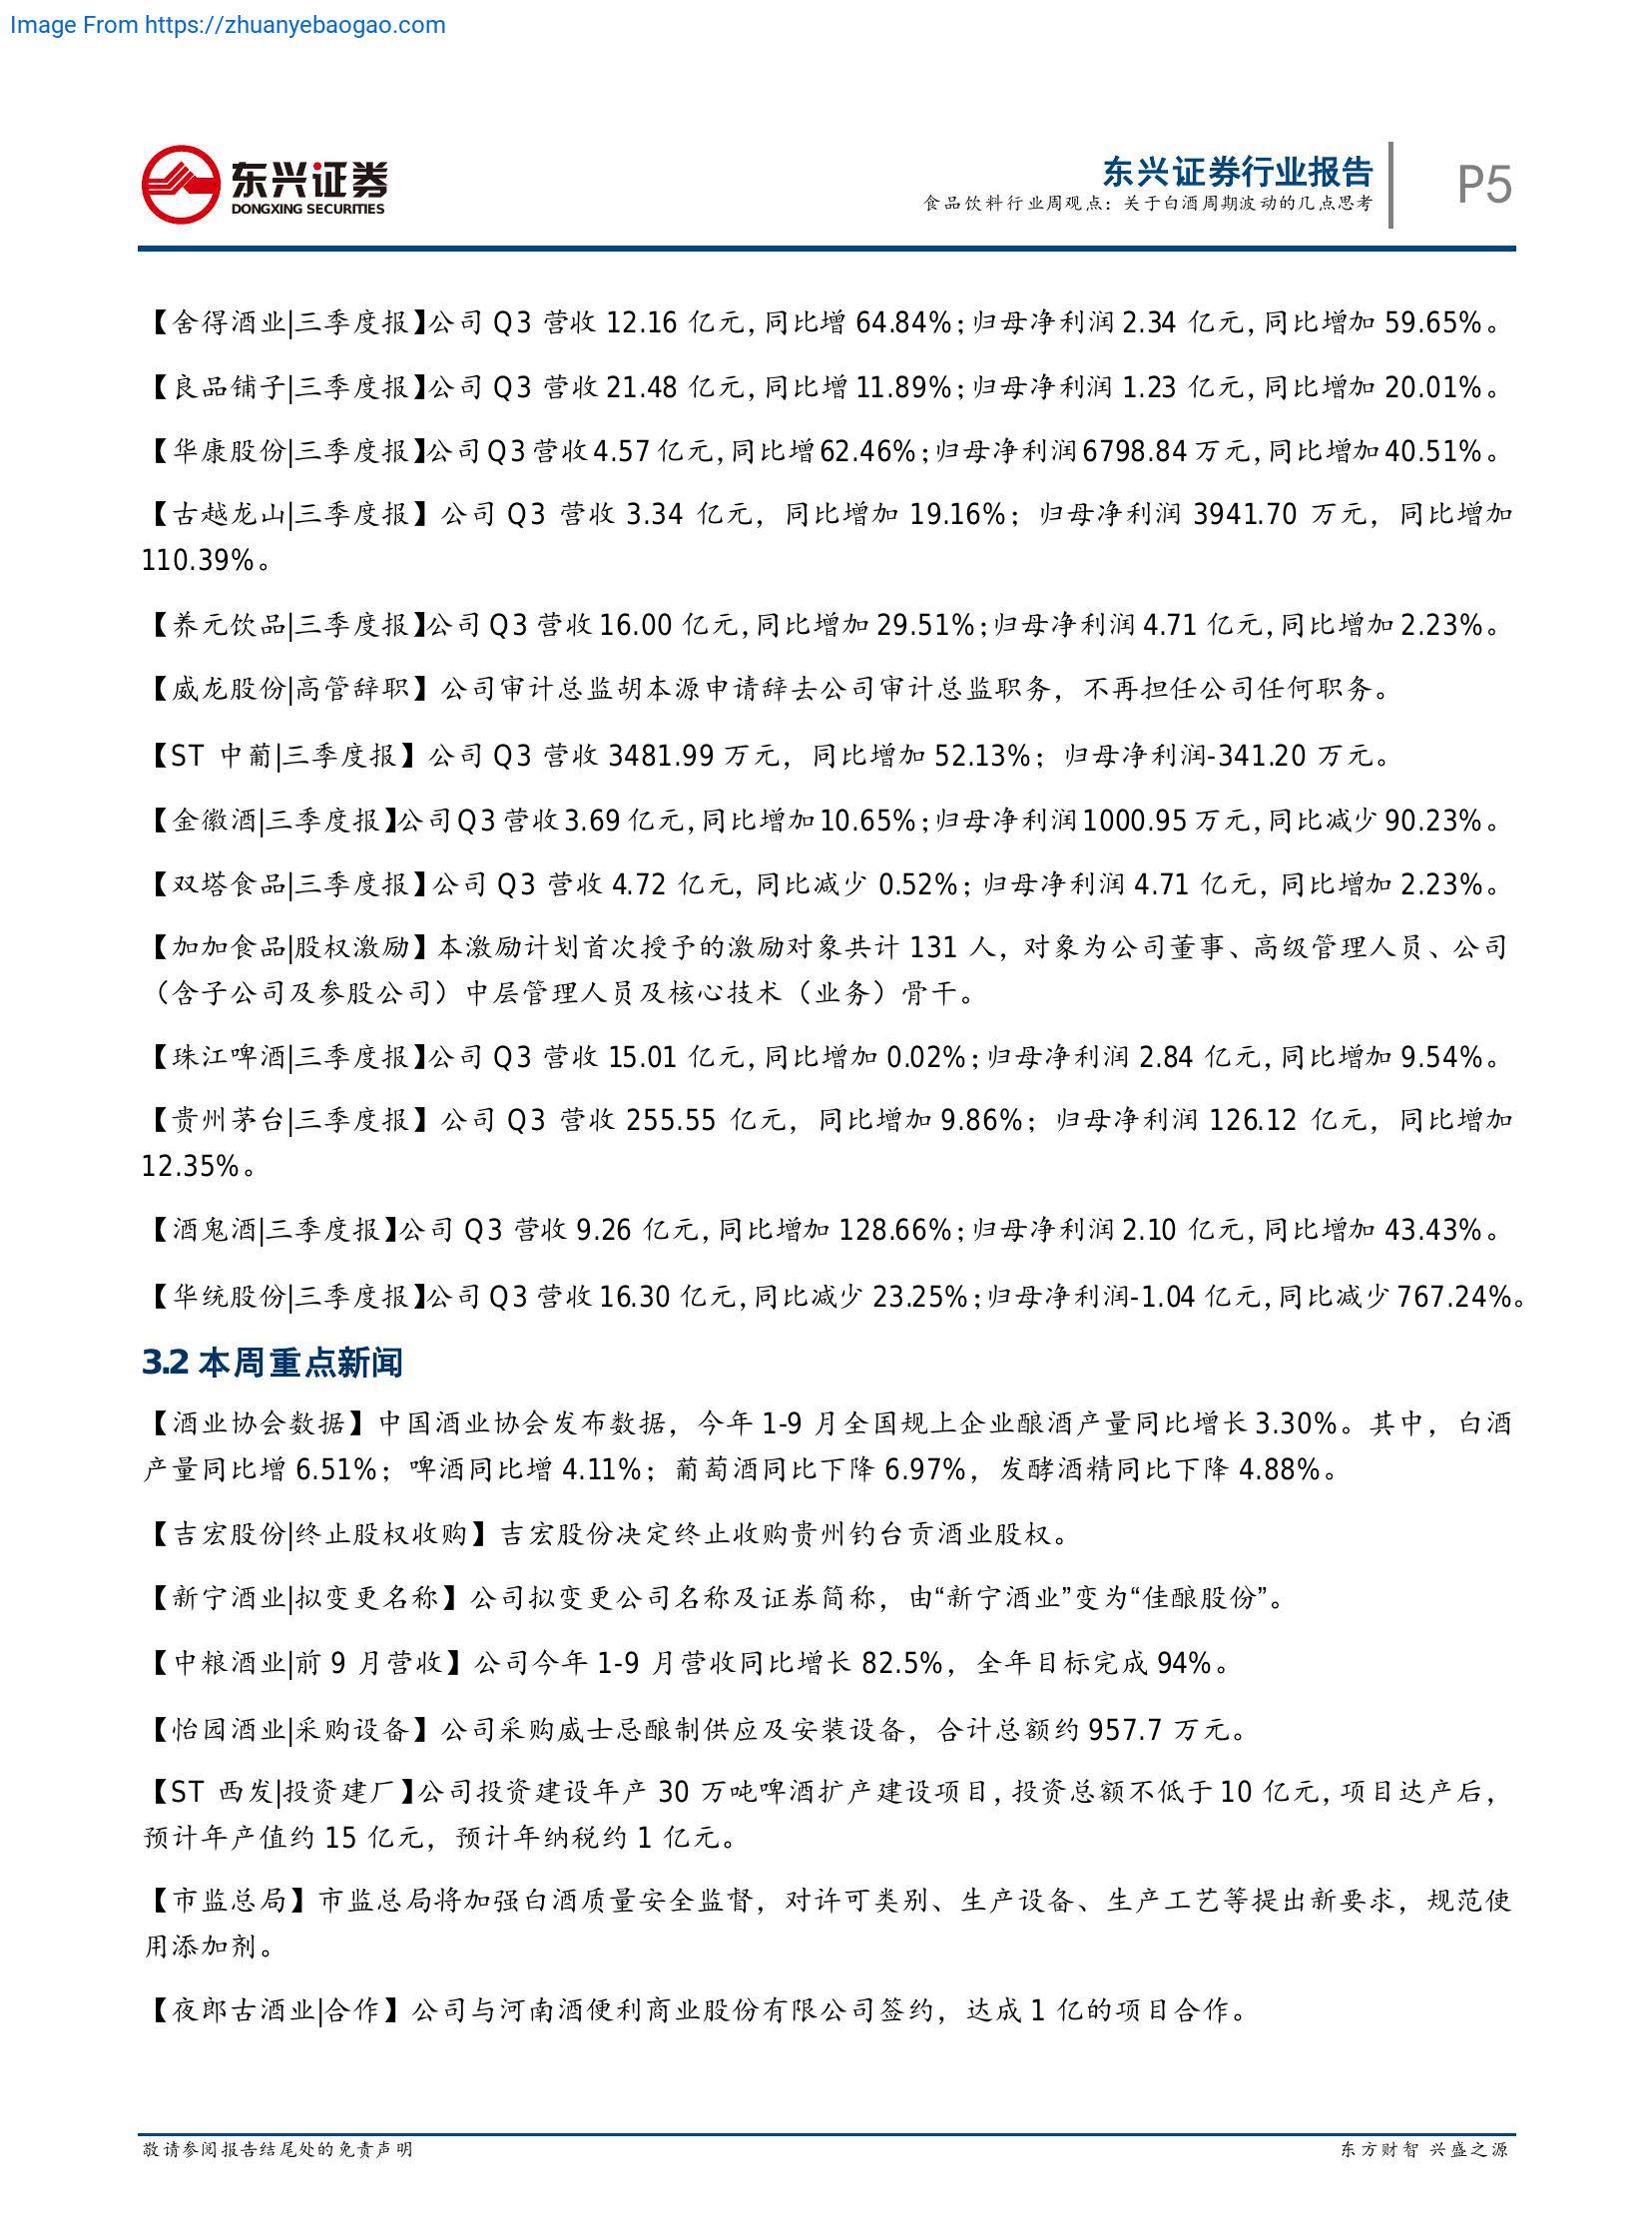 Image From https://zhuanyebaogao.com
东兴证券
DONGXING SECURITIES
东兴证券行业报告
食品饮料行业周观点：关于白酒周期波动的几点思考
P5
【舍得酒业|三季度报】公司 Q3 营收 12.16 亿元，同比增 64.84%；归母净利润 2.34 亿元，同比增加 59.65%。
【良品铺子|三季度报】公司 Q3 营收 21.48 亿元，同比增 11.89%；归母净利润 1.23 亿元，同比增加 20.01%。
【华康股份|三季度报】公司 Q3 营收 4.57 亿元，同比增 62.46%；归母净利润 6798.84 万元，同比增加 40.51%。
【古越龙山|三季度报】公司 Q3 营收 3.34 亿元，同比增加 19.16%；归母净利润 3941.70 万元，同比增加
110.39%。
【养元饮品|三季度报】公司 Q3 营收 16.00 亿元，同比增加 29.51%；归母净利润 4.71 亿元，同比增加 2.23%。
【威龙股份|高管辞职】公司审计总监胡本源申请辞去公司审计总监职务，不再担任公司任何职务。
【ST 中葡|三季度报】公司 Q3 营收 3481.99 万元，同比增加 52.13%；归母净利润-341.20 万元。
【金徽酒|三季度报】公司 Q3 营收 3.69 亿元，同比增加 10.65%；归母净利润 1000.95 万元，同比减少 90.23%。
【双塔食品|三季度报】公司 Q3 营收 4.72 亿元，同比减少 0.52%；归母净利润 4.71 亿元，同比增加 2.23%。
【加加食品|股权激励】本激励计划首次授予的激励对象共计 131 人，对象为公司董事、高级管理人员、公司
（含子公司及参股公司）中层管理人员及核心技术（业务）骨干。
【珠江啤酒|三季度报】公司 Q3 营收 15.01 亿元，同比增加 0.02%；归母净利润 2.84 亿元，同比增加 9.54%。
【贵州茅台|三季度报】公司 Q3 营收 255.55 亿元，同比增加 9.86%；归母净利润 126.12 亿元，同比增加
12.35%。
【酒鬼酒|三季度报】公司 Q3 营收 9.26 亿元，同比增加 128.66%；归母净利润 2.10 亿元，同比增加 43.43%。
【华统股份|三季度报】公司 Q3 营收 16.30 亿元，同比减少 23.25%；归母净利润-1.04 亿元，同比减少 767.24%。
3.2 本周重点新闻
【酒业协会数据】中国酒业协会发布数据，今年 1-9 月全国规上企业酿酒产量同比增长 3.30%。其中，白酒
产量同比增 6.51%；啤酒同比增 4.11%；葡萄酒同比下降 6.97%，发酵酒精同比下降 4.88%。
【吉宏股份|终止股权收购】吉宏股份决定终止收购贵州钓台贡酒业股权。
【新宁酒业|拟变更名称】公司拟变更公司名称及证券简称，由“新宁酒业”变为“佳酿股份”。
【中粮酒业|前 9 月营收】公司今年 1-9 月营收同比增长 82.5%，全年目标完成 94%。
【怡园酒业|采购设备】公司采购威士忌酿制供应及安装设备，合计总额约 957.7 万元。
【ST 西发|投资建厂】公司投资建设年产 30 万吨啤酒扩产建设项目，投资总额不低于 10 亿元，项目达产后，
预计年产值约 15 亿元，预计年纳税约 1 亿元。
【市监总局】市监总局将加强白酒质量安全监督，对许可类别、生产设备、生产工艺等提出新要求，规范使
用添加剂。
【夜郎古酒业|合作】公司与河南酒便利商业股份有限公司签约，达成 1 亿的项目合作。
敬请参阅报告结尾处的免责声明
东方财智 兴盛之源